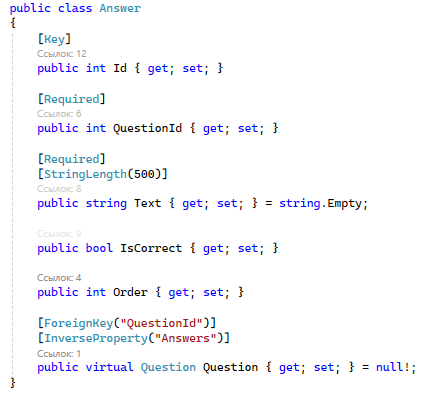 public class Answer
{
[Key]
Ссылок: 12
public int Id { get; set; }
[Required]
Ссылок: 6
public int QuestionId { get; set; }
[Required]
[StringLength(500)]
Ссылок: 8
public string Text { get; set; } = string.Empty;
Ссылок: 9
public bool IsCorrect { get; set; }
Ссылок: 4
public int Order { get; set; }
[ForeignKey("QuestionId")]
[InverseProperty("Answers")]
Ссылок: 1
public virtual Question Question { get; set; } = null!;
}